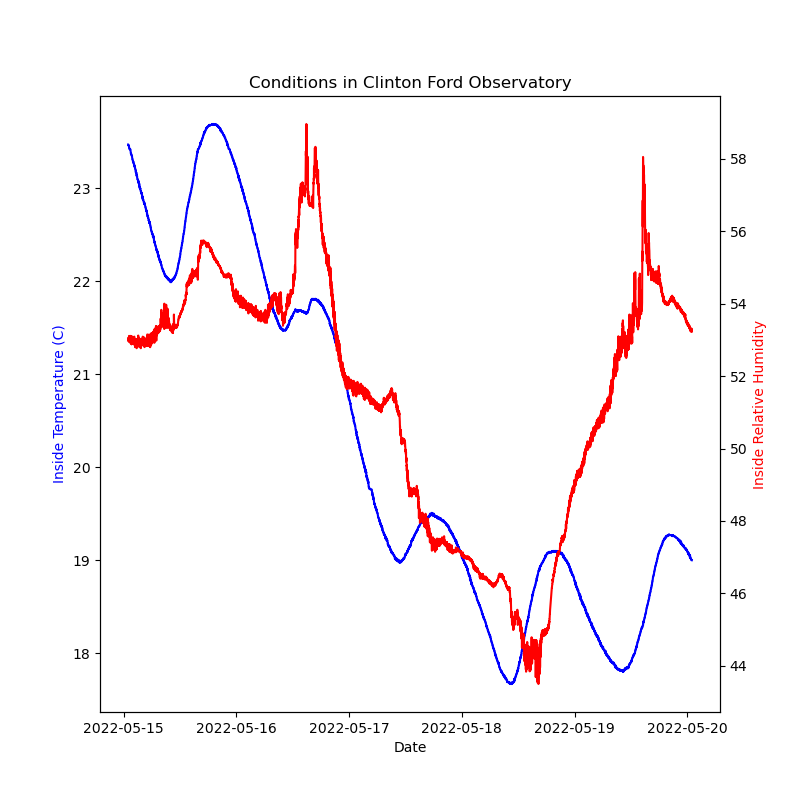 Conditions in Clinton Ford Observatory
Inside Temperature (C)
23
22
21
20
19
18
58
56
54
52
50
48
46
44
Inside Relative Humidity
2022-05-15 2022-05-16 2022-05-17 2022-05-18 2022-05-19 2022-05-20
Date